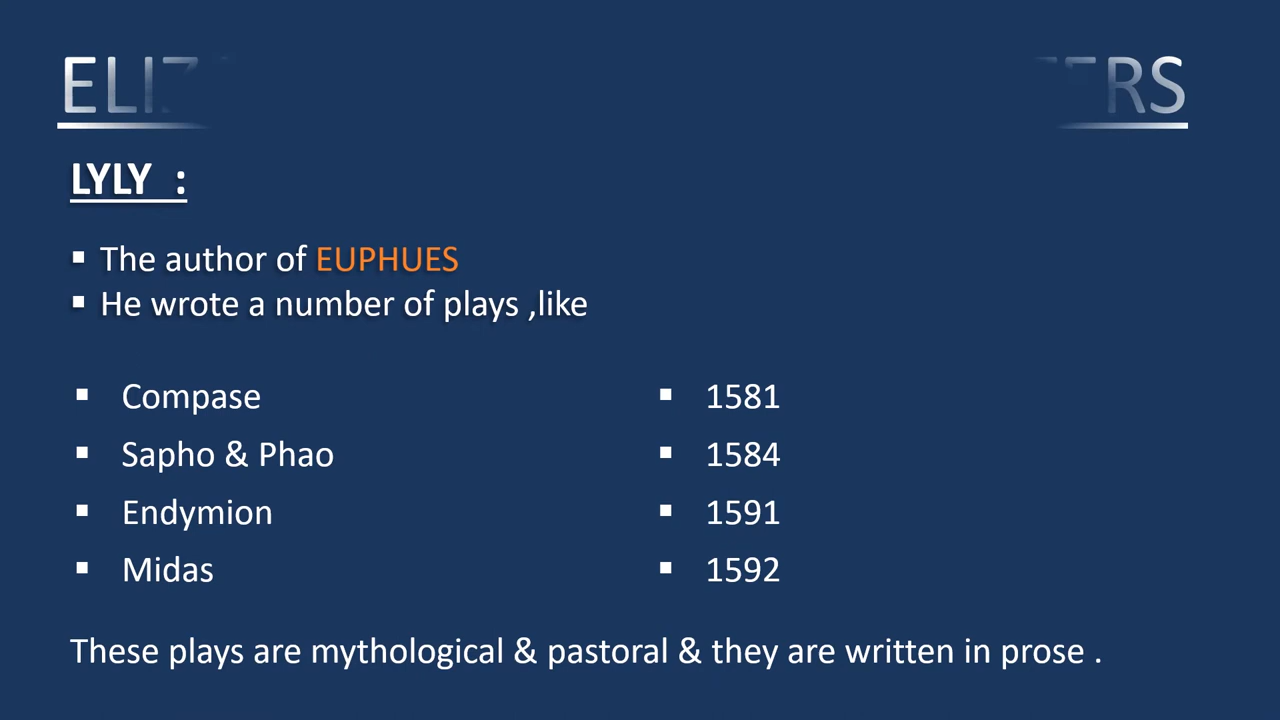 LYLY :
▪ The author of EUPHUES
▪ He wrote a number of plays ,like
▪ Compase ▪ 1581
▪ Sapho & Phao ▪ 1584
▪ Endymion ▪ 1591
▪ Midas ▪ 1592
These plays are mythological & pastoral & they are written in prose .